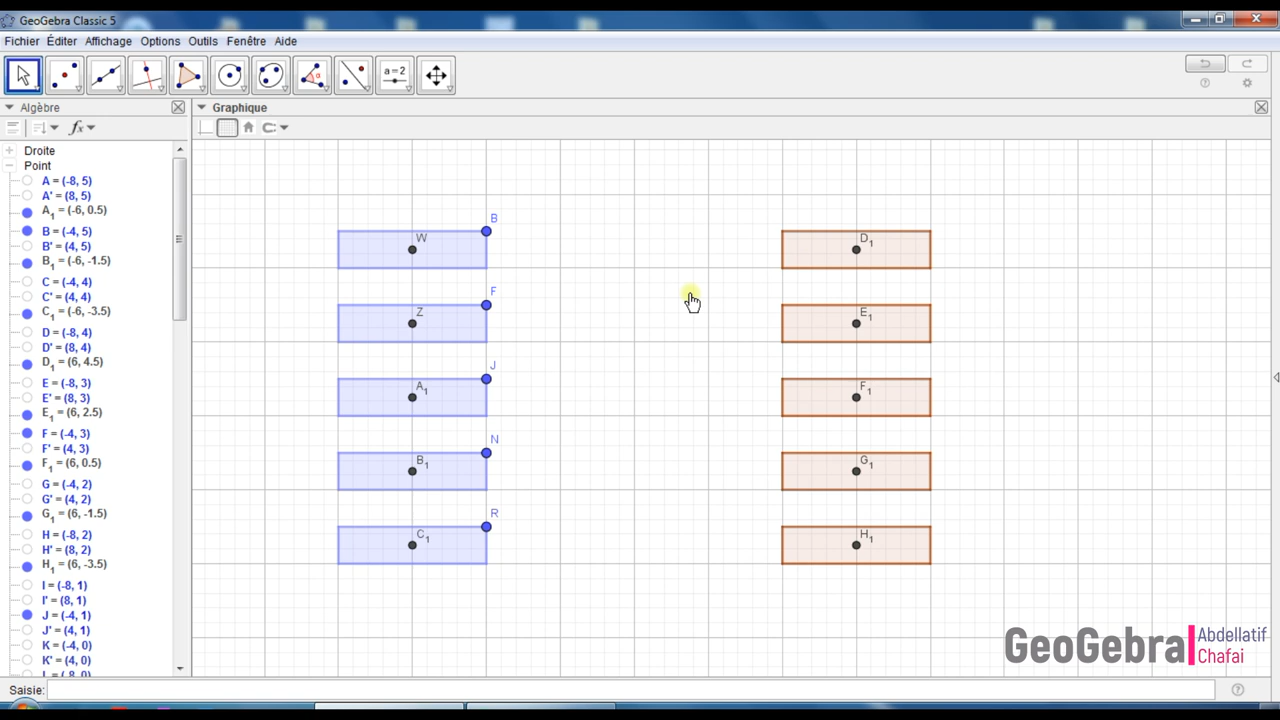 GeoGebra Classic 5
Fichier Éditer Affichage Options Outils Fenêtre Aide
a = 2
Algèbre
Graphique
fx
Droite
Point
A = (-8, 5)
A' = (8, 5)
A1 = (-6, 0.5)
B = (-4, 5)
B' = (4, 5)
B1 = (-6, -1.5)
C = (-4, 4)
C' = (4, 4)
C1 = (-6, -3.5)
D = (-8, 4)
D' = (8, 4)
D1 = (6, 4.5)
E = (-8, 3)
E' = (8, 3)
E1 = (6, 2.5)
F = (-4, 3)
F' = (4, 3)
F1 = (6, 0.5)
G = (-4, 2)
G' = (4, 2)
G1 = (6, -1.5)
H = (-8, 2)
H' = (8, 2)
H1 = (6, -3.5)
I = (-8, 1)
I' = (8, 1)
J = (-4, 1)
J' = (4, 1)
K = (-4, 0)
K' = (4, 0)
B
W
D1
F
Z
E1
J
A1
F1
N
B1
G1
R
C1
H1
GeoGebra
Abdellatif
Chafai
Saisie: